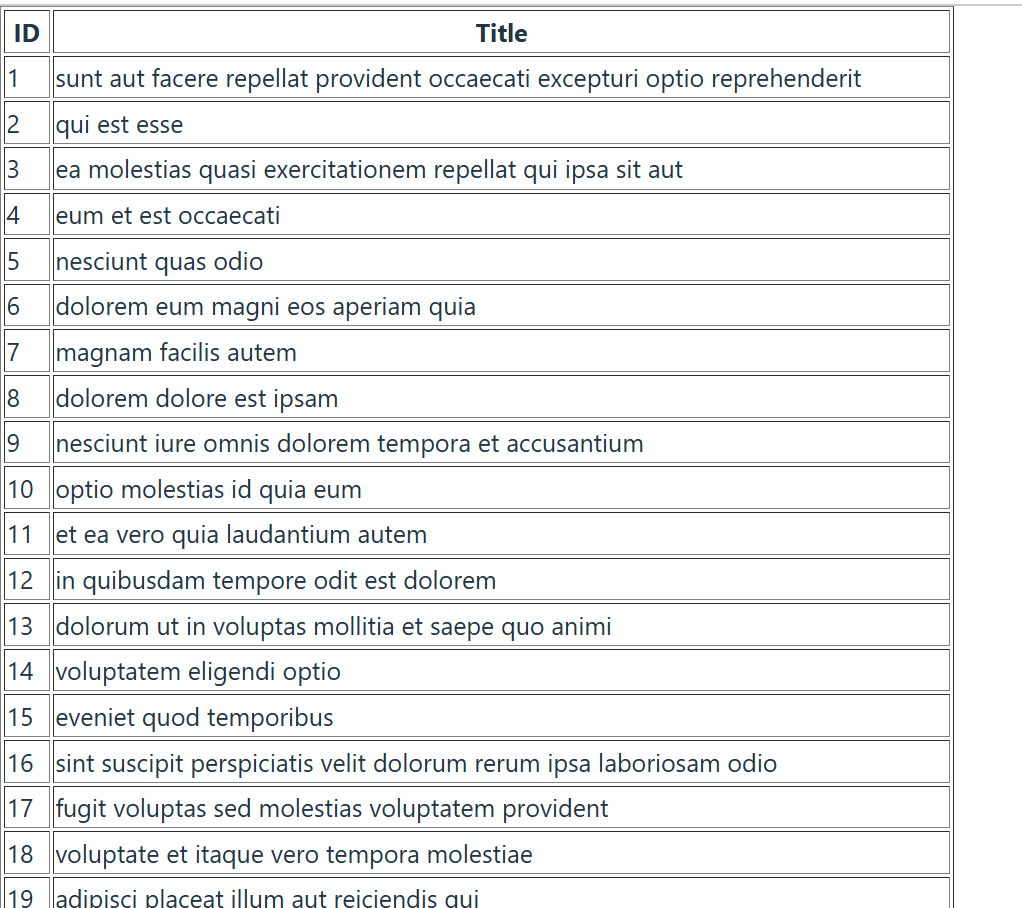 ID Title
1 sunt aut facere repellat provident occaecati excepturi optio reprehenderit
2 qui est esse
3 ea molestias quasi exercitationem repellat qui ipsa sit aut
4 eum et est occaecati
5 nesciunt quas odio
6 dolorem eum magni eos aperiam quia
7 magnam facilis autem
8 dolorem dolore est ipsam
9 nesciunt iure omnis dolorem tempora et accusantium
10 optio molestias id quia eum
11 et ea vero quia laudantium autem
12 in quibusdam tempore odit est dolorem
13 dolorum ut in voluptas mollitia et saepe quo animi
14 voluptatem eligendi optio
15 eveniet quod temporibus
16 sint suscipit perspiciatis velit dolorum rerum ipsa laboriosam odio
17 fugit voluptas sed molestias voluptatem provident
18 voluptate et itaque vero tempora molestiae
19 adipisci placeat illum aut reiciendis qui